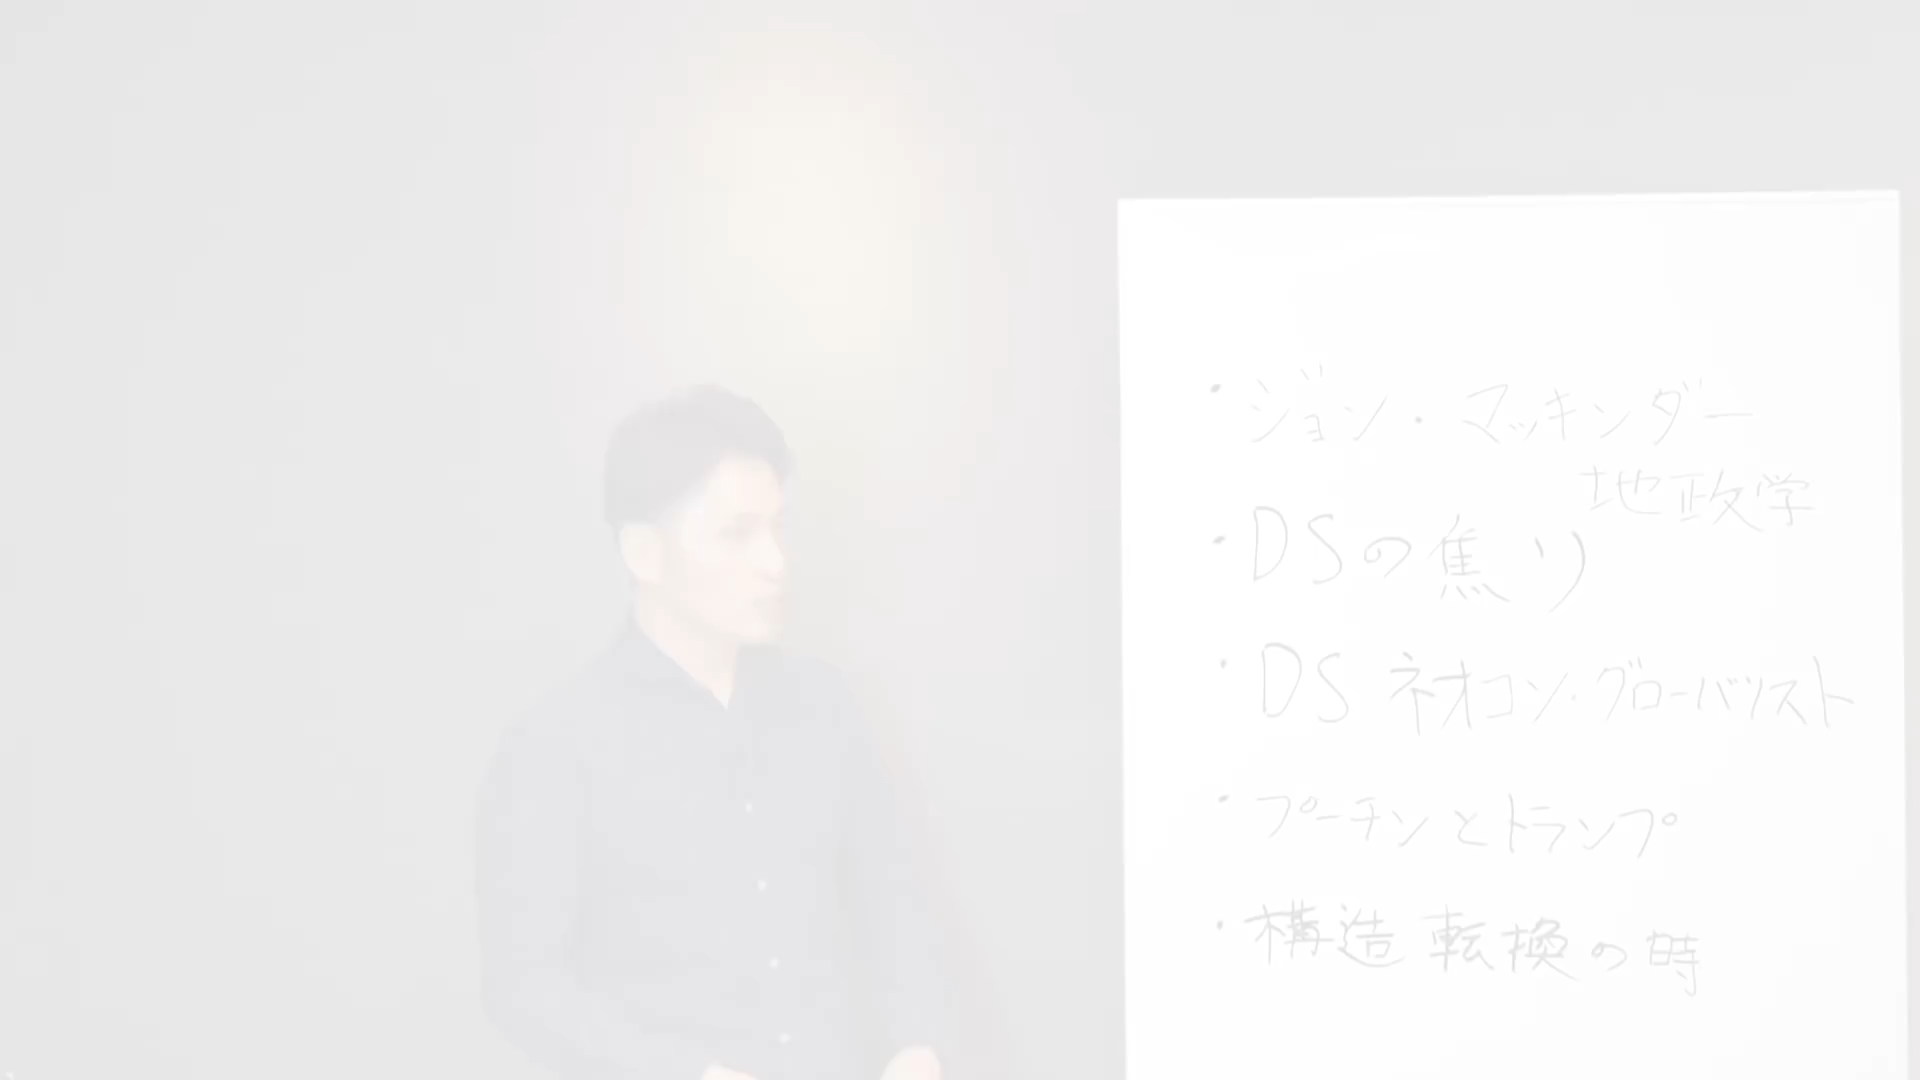 ・ジョン・マッキンダー
地政学
・DSの焦り
・DS ネオコン・グローバリスト
・プーチンとトランプ
・構造転換の時